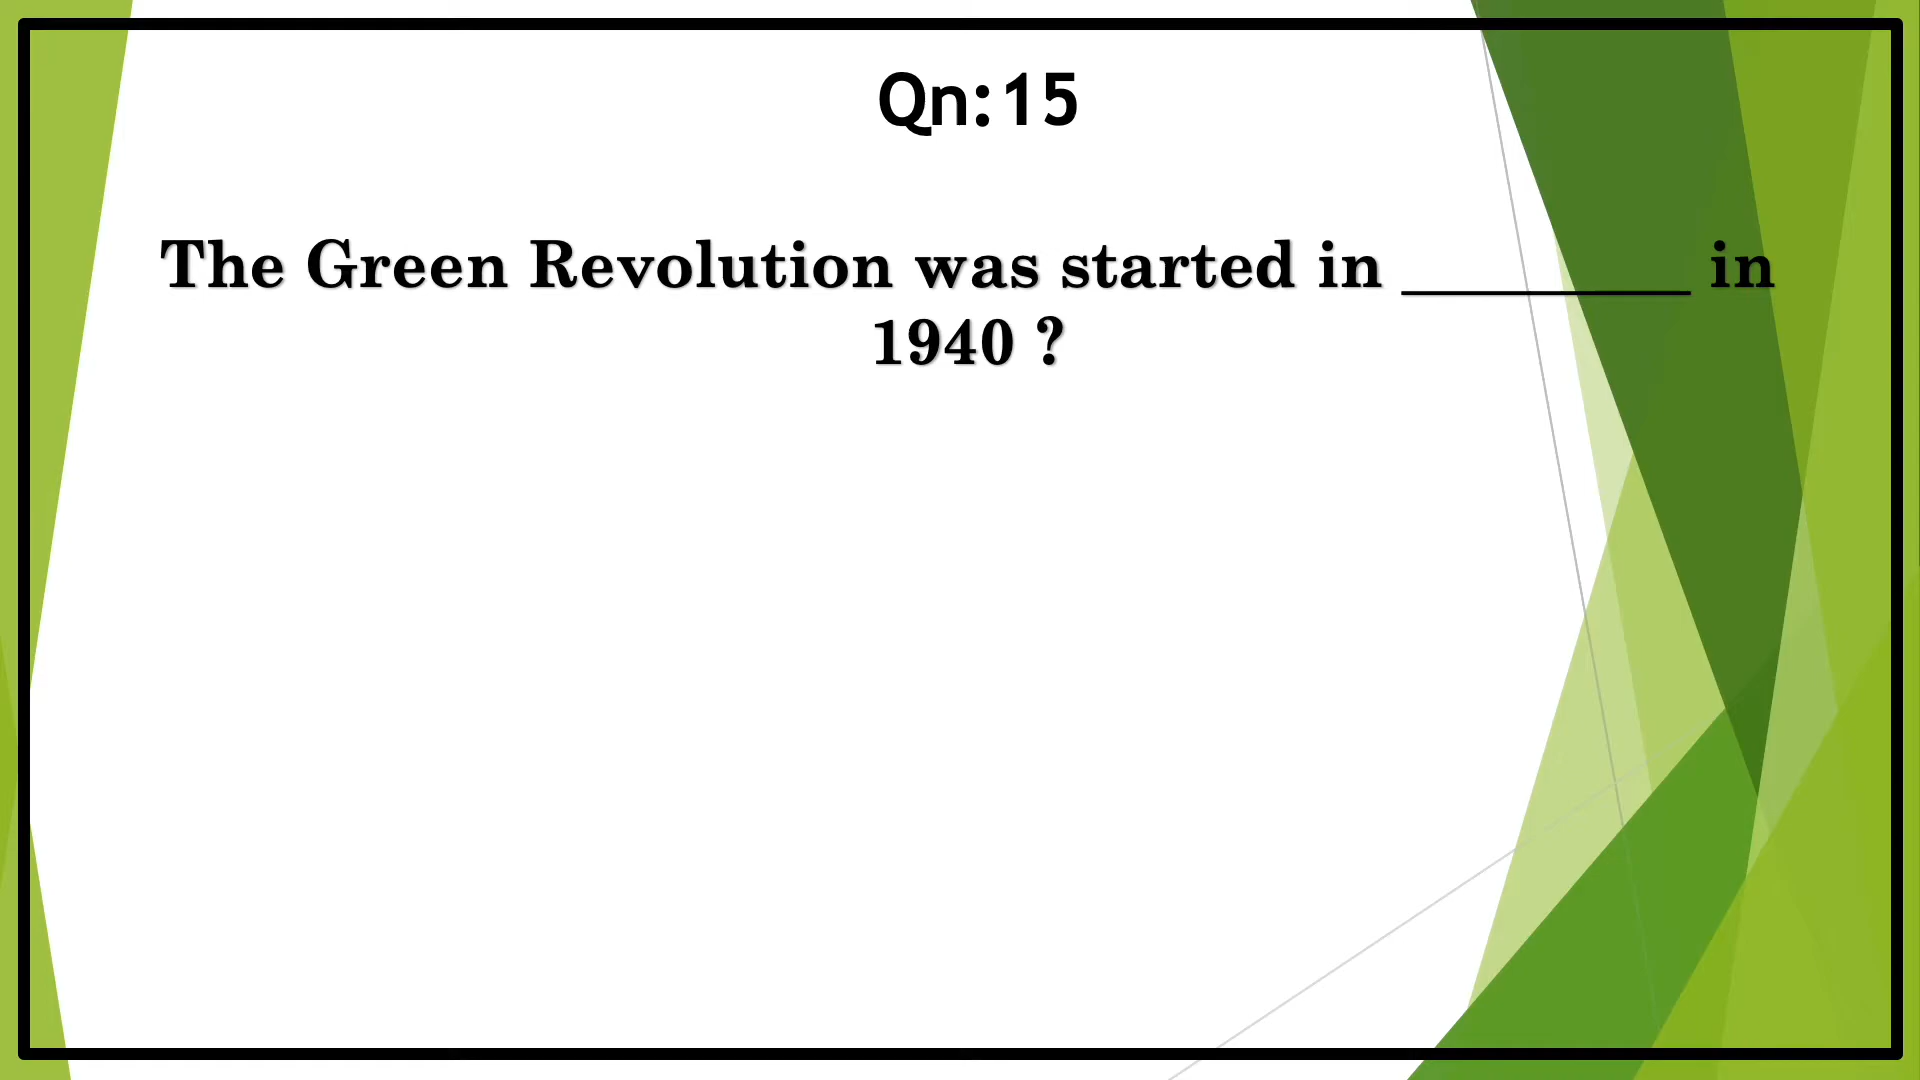 Qn:15
The Green Revolution was started in _________ in
1940 ?